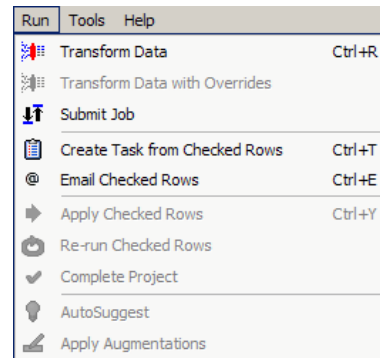 Run Tools Help
Transform Data Ctrl+R
Transform Data with Overrides
Submit Job
Create Task from Checked Rows Ctrl+T
@ Email Checked Rows Ctrl+E
Apply Checked Rows Ctrl+Y
Re-run Checked Rows
Complete Project
AutoSuggest
Apply Augmentations